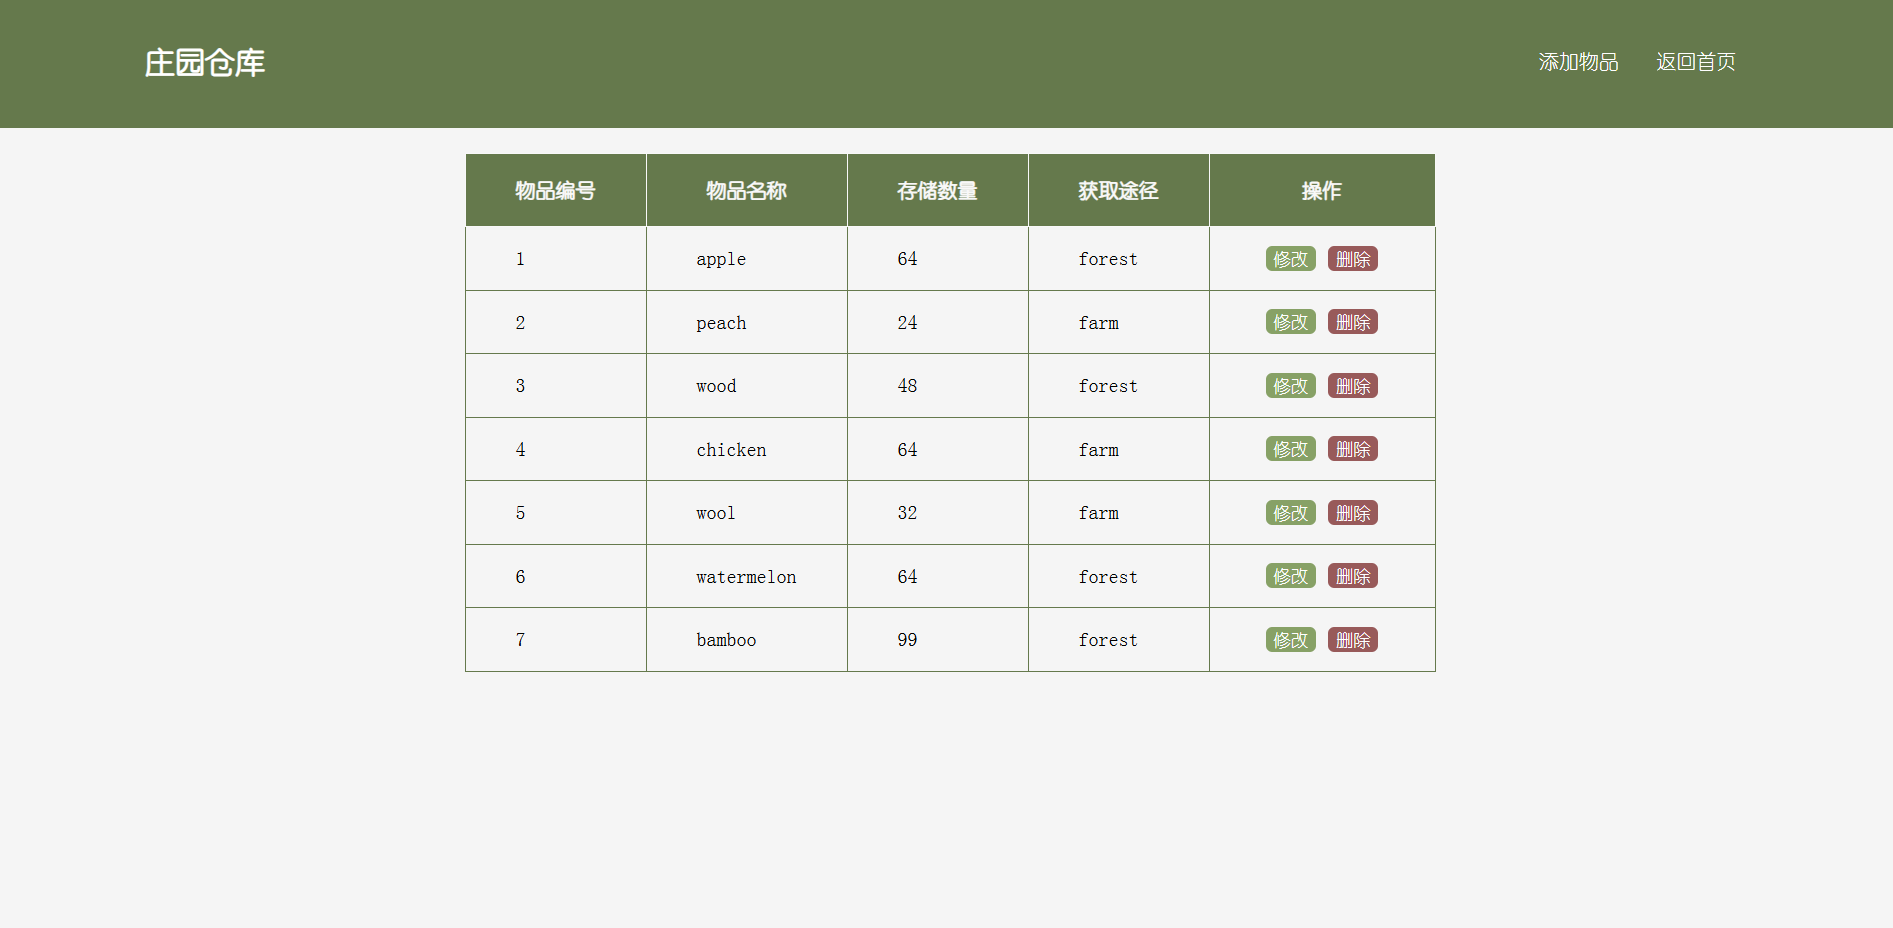 庄园仓库 添加物品 返回首页
物品编号 物品名称 存储数量 获取途径 操作
1 apple 64 forest 修改 删除
2 peach 24 farm 修改 删除
3 wood 48 forest 修改 删除
4 chicken 64 farm 修改 删除
5 wool 32 farm 修改 删除
6 watermelon 64 forest 修改 删除
7 bamboo 99 forest 修改 删除